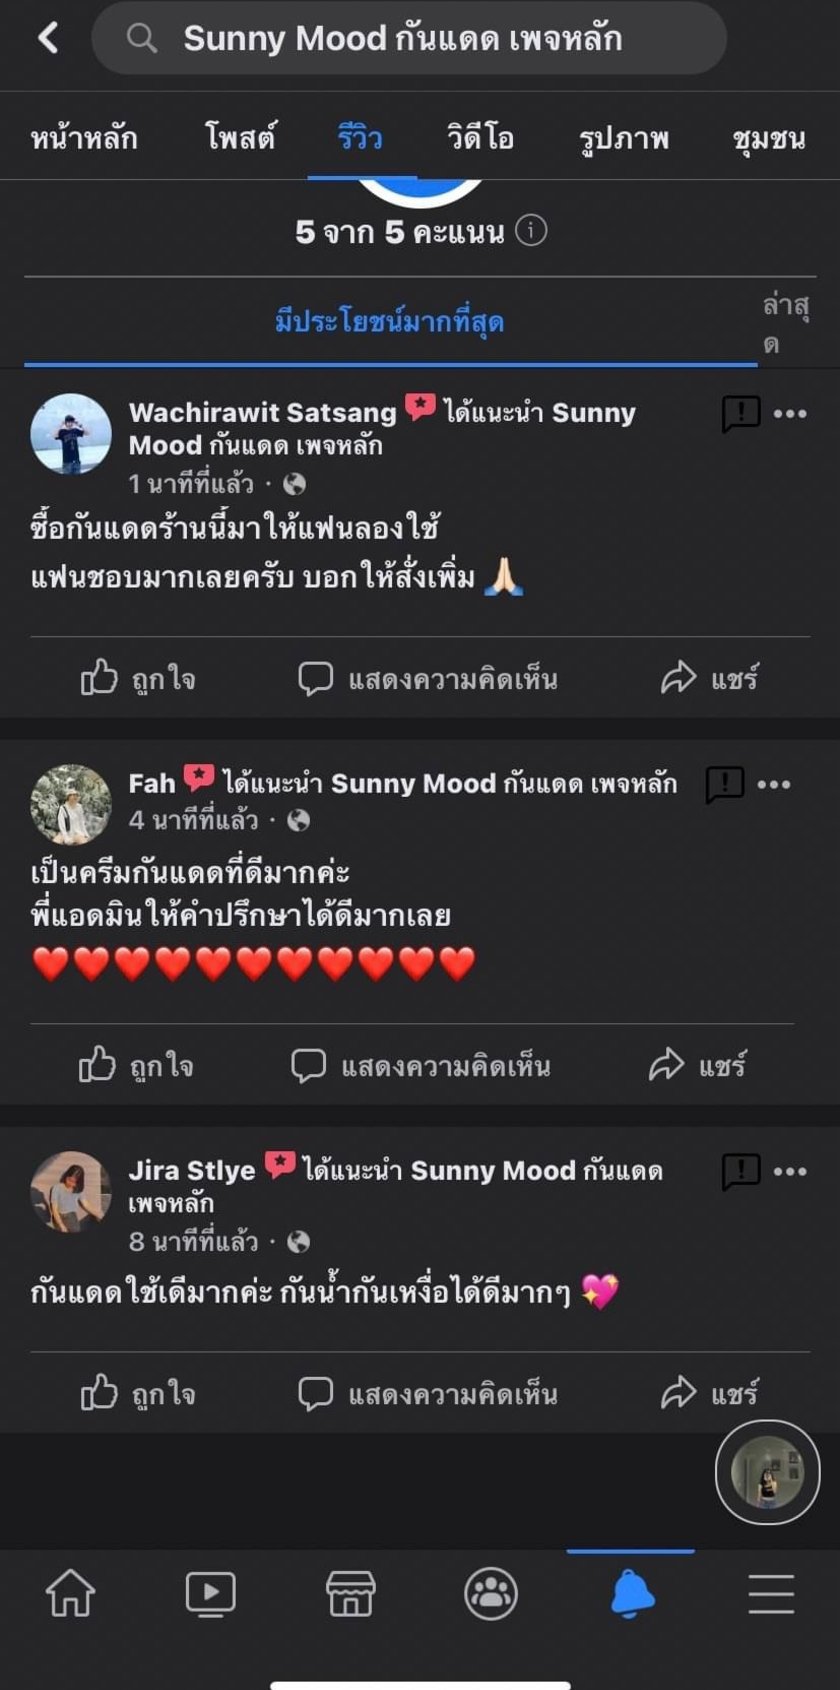 Sunny Mood กันแดด เพจหลัก
หน้าหลัก โพสต์ รีวิว วิดีโอ รูปภาพ ชุมชน
5 จาก 5 คะแนน
มีประโยชน์มากที่สุด
ล่าสุ
ด
Wachirawit Satsang ได้แนะนำ Sunny
Mood กันแดด เพจหลัก
1 นาทีที่แล้ว ·
ซื้อกันแดดร้านนี้มาให้แฟนลองใช้
แฟนชอบมากเลยครับ บอกให้สั่งเพิ่ม 🙏🏻
ถูกใจ แสดงความคิดเห็น แชร์
Fah ได้แนะนำ Sunny Mood กันแดด เพจหลัก
4 นาทีที่แล้ว ·
เป็นครีมกันแดดที่ดีมากค่ะ
พี่แอดมินให้คำปรึกษาได้ดีมากเลย
❤️❤️❤️❤️❤️❤️❤️❤️❤️❤️❤️
ถูกใจ แสดงความคิดเห็น แชร์
Jira Stlye ได้แนะนำ Sunny Mood กันแดด
เพจหลัก
8 นาทีที่แล้ว ·
กันแดดใช้เดีมากค่ะ กันน้ำกันเหงื่อได้ดีมากๆ 💖
ถูกใจ แสดงความคิดเห็น แชร์